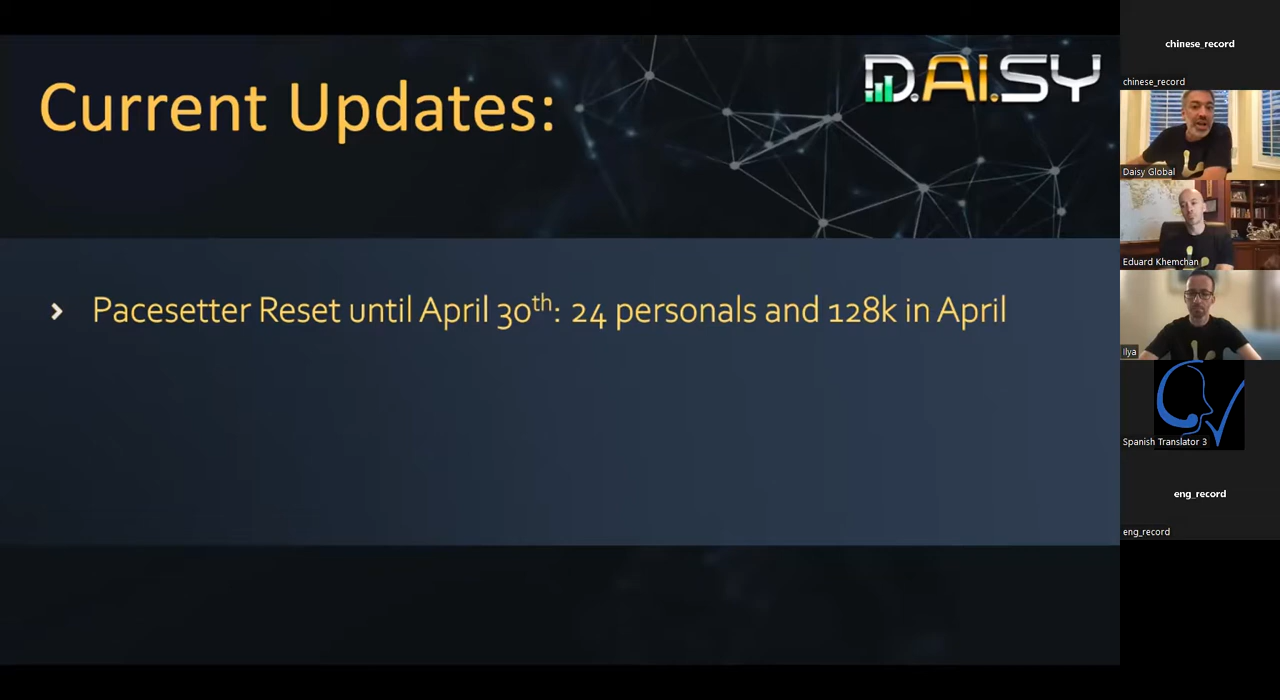 Current Updates:
D.AI.SY
Pacesetter Reset until April 30th: 24 personals and 128k in April
chinese_record
chinese_record
Daisy Global
Eduard Khemchan
Ilya
Spanish Translator 3
eng_record
eng_record